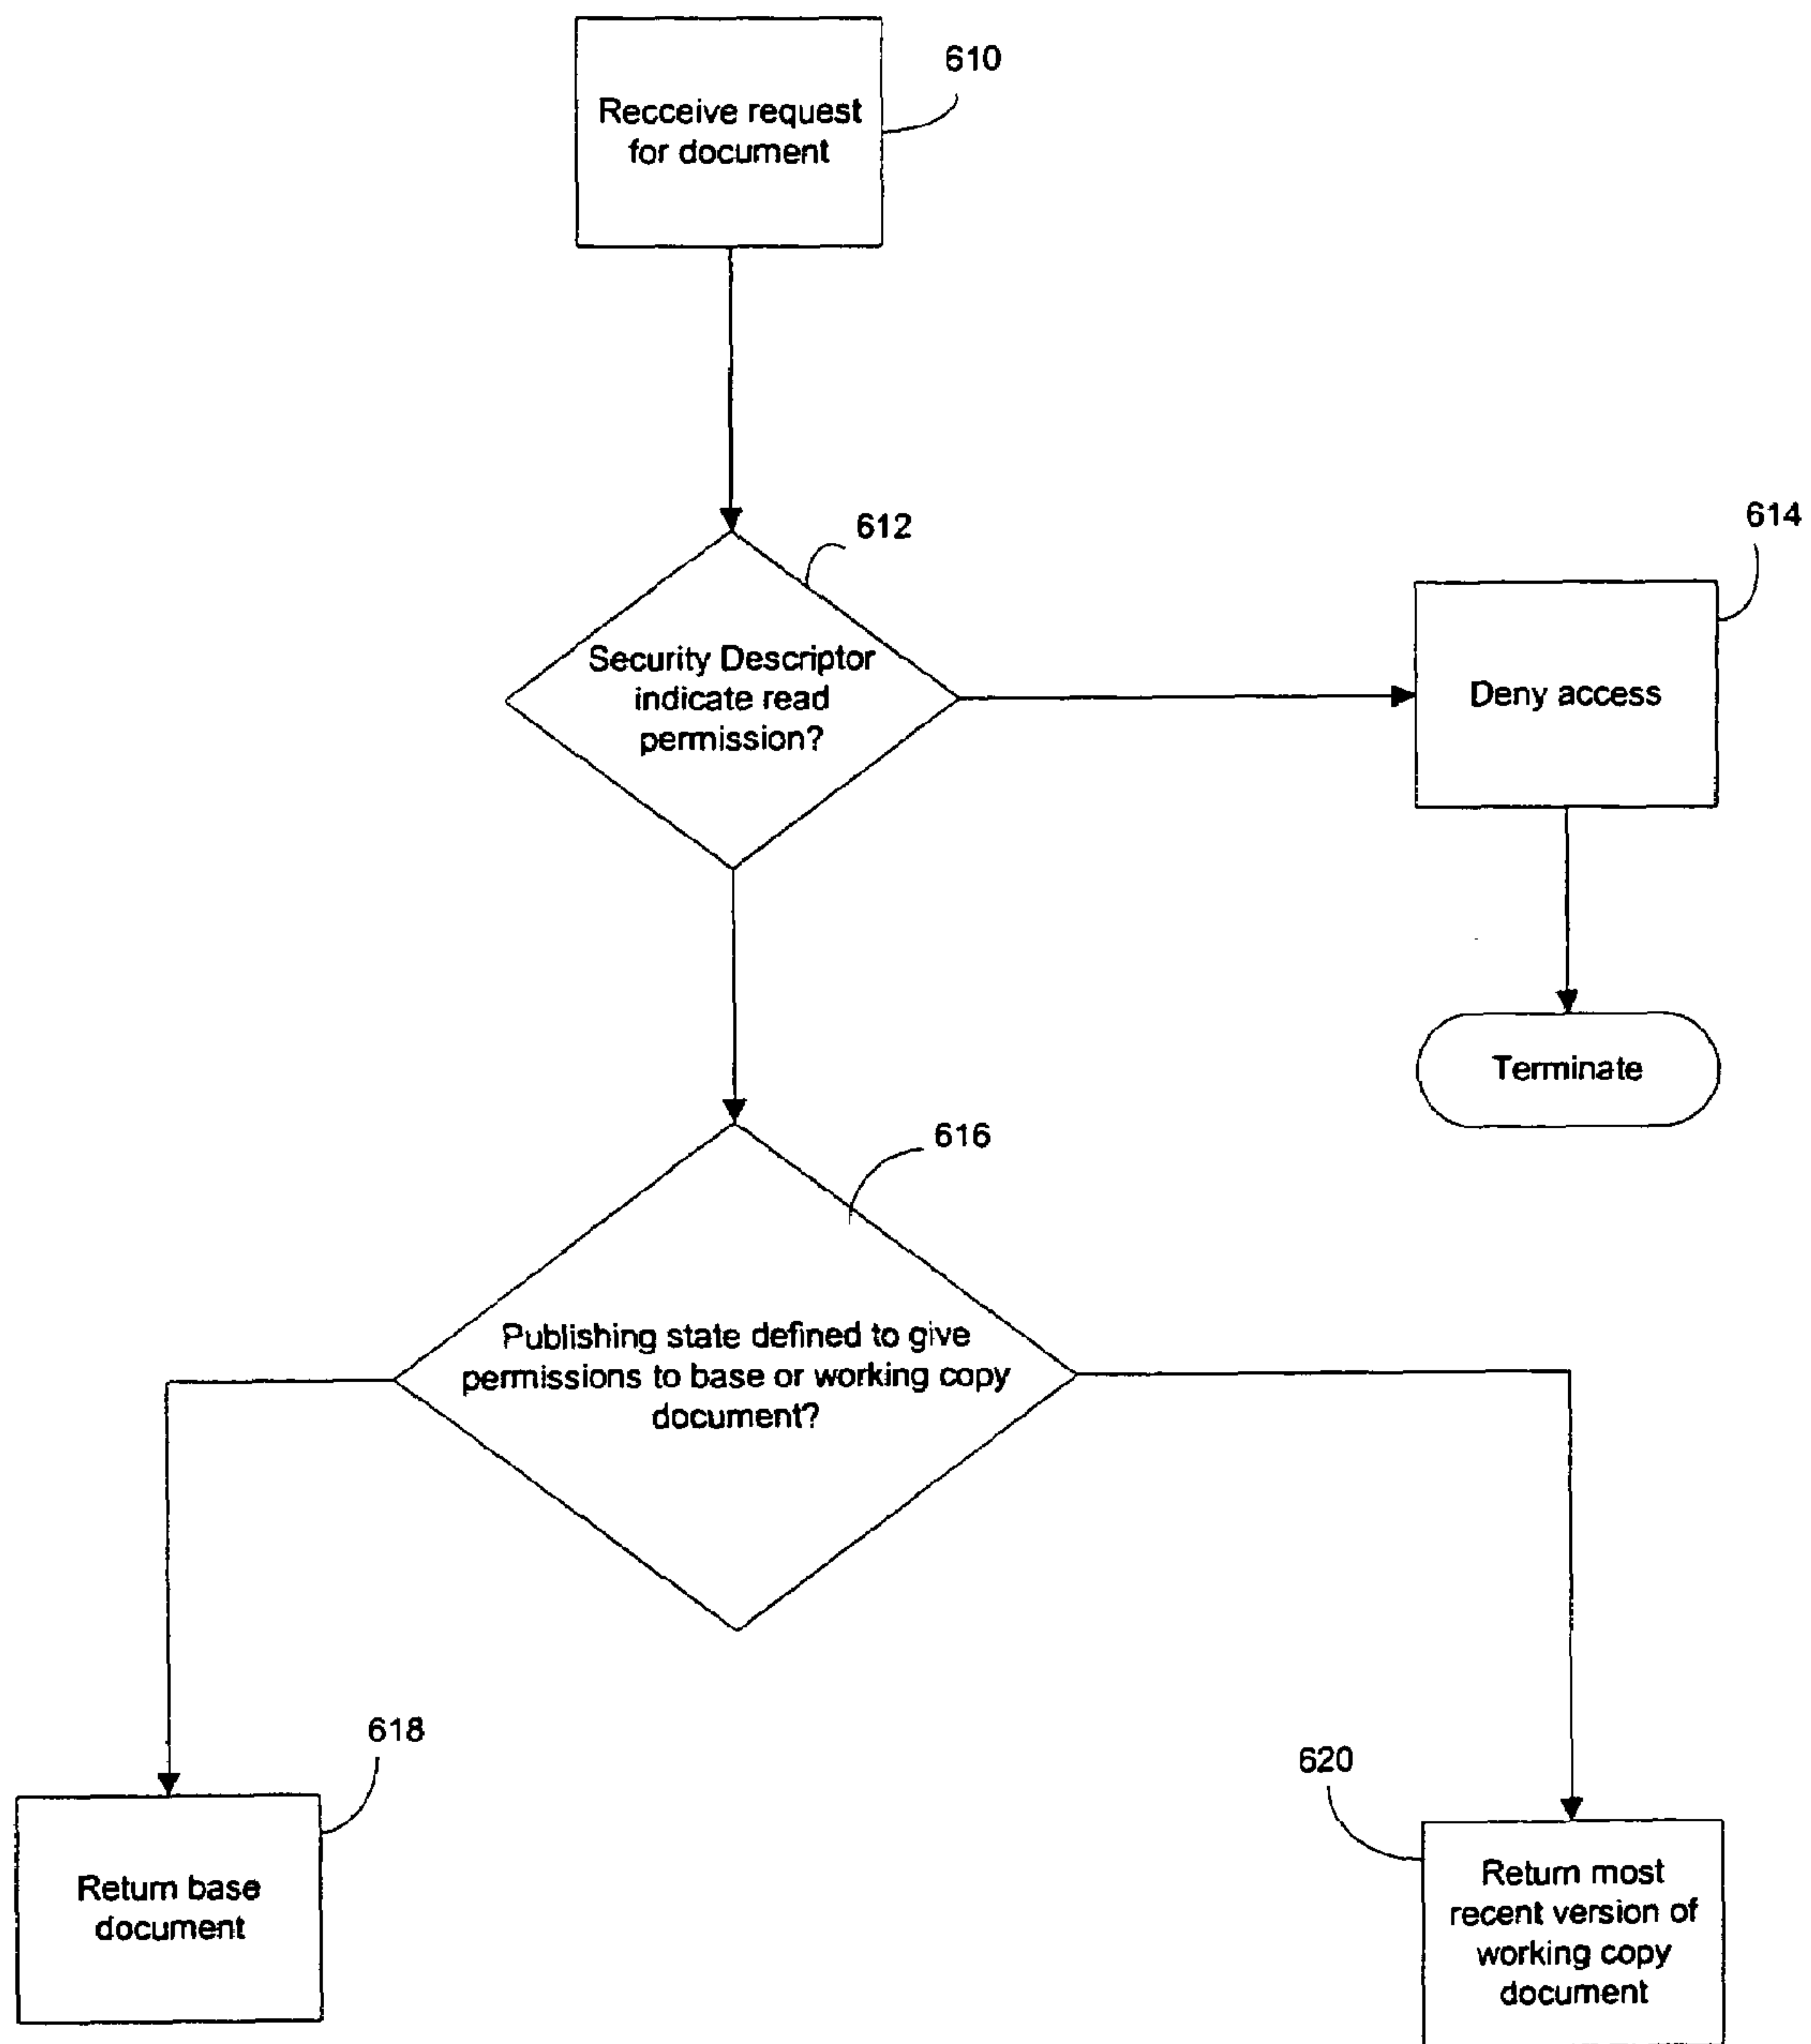 610
Recceive request
for document
612
614
Security Descriptor
indicate read
permission?
Deny access
Terminate
616
Publishing state defined to give
permissions to base or working copy
document?
618
620
Return base
document
Return most
recent version of
working copy
document